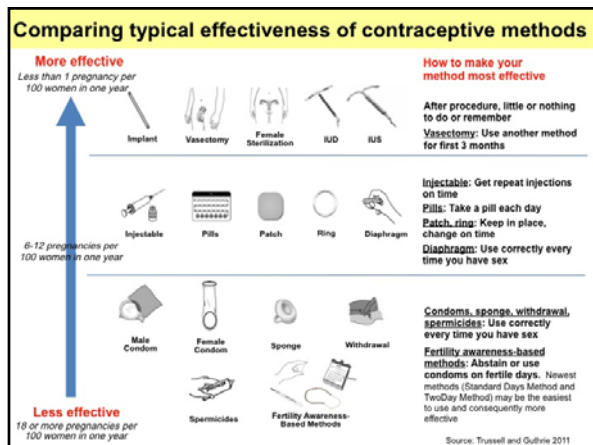 Comparing typical effectiveness of contraceptive methods
More effective
Less than 1 pregnancy per
100 women in one year
How to make your
method most effective
Implant
Vasectomy
Female
Sterilization
IUD
IUS
After procedure, little or nothing
to do or remember
Vasectomy: Use another method
for first 3 months
6-12 pregnancies per
100 women in one year
Injectable
Pills
Patch
Ring
Diaphragm
Injectable: Get repeat injections
on time
Pills: Take a pill each day
Patch, ring: Keep in place,
change on time
Diaphragm: Use correctly every
time you have sex
Male
Condom
Female
Condom
Sponge
Withdrawal
Spermicides
Fertility Awareness-
Based Methods
Condoms, sponge, withdrawal,
spermicides: Use correctly
every time you have sex
Fertility awareness-based
methods: Abstain or use
condoms on fertile days. Newest
methods (Standard Days Method and
TwoDay Method) may be the easiest
to use and consequently more
effective
Less effective
18 or more pregnancies per
100 women in one year
Source: Trussell and Guthrie 2011